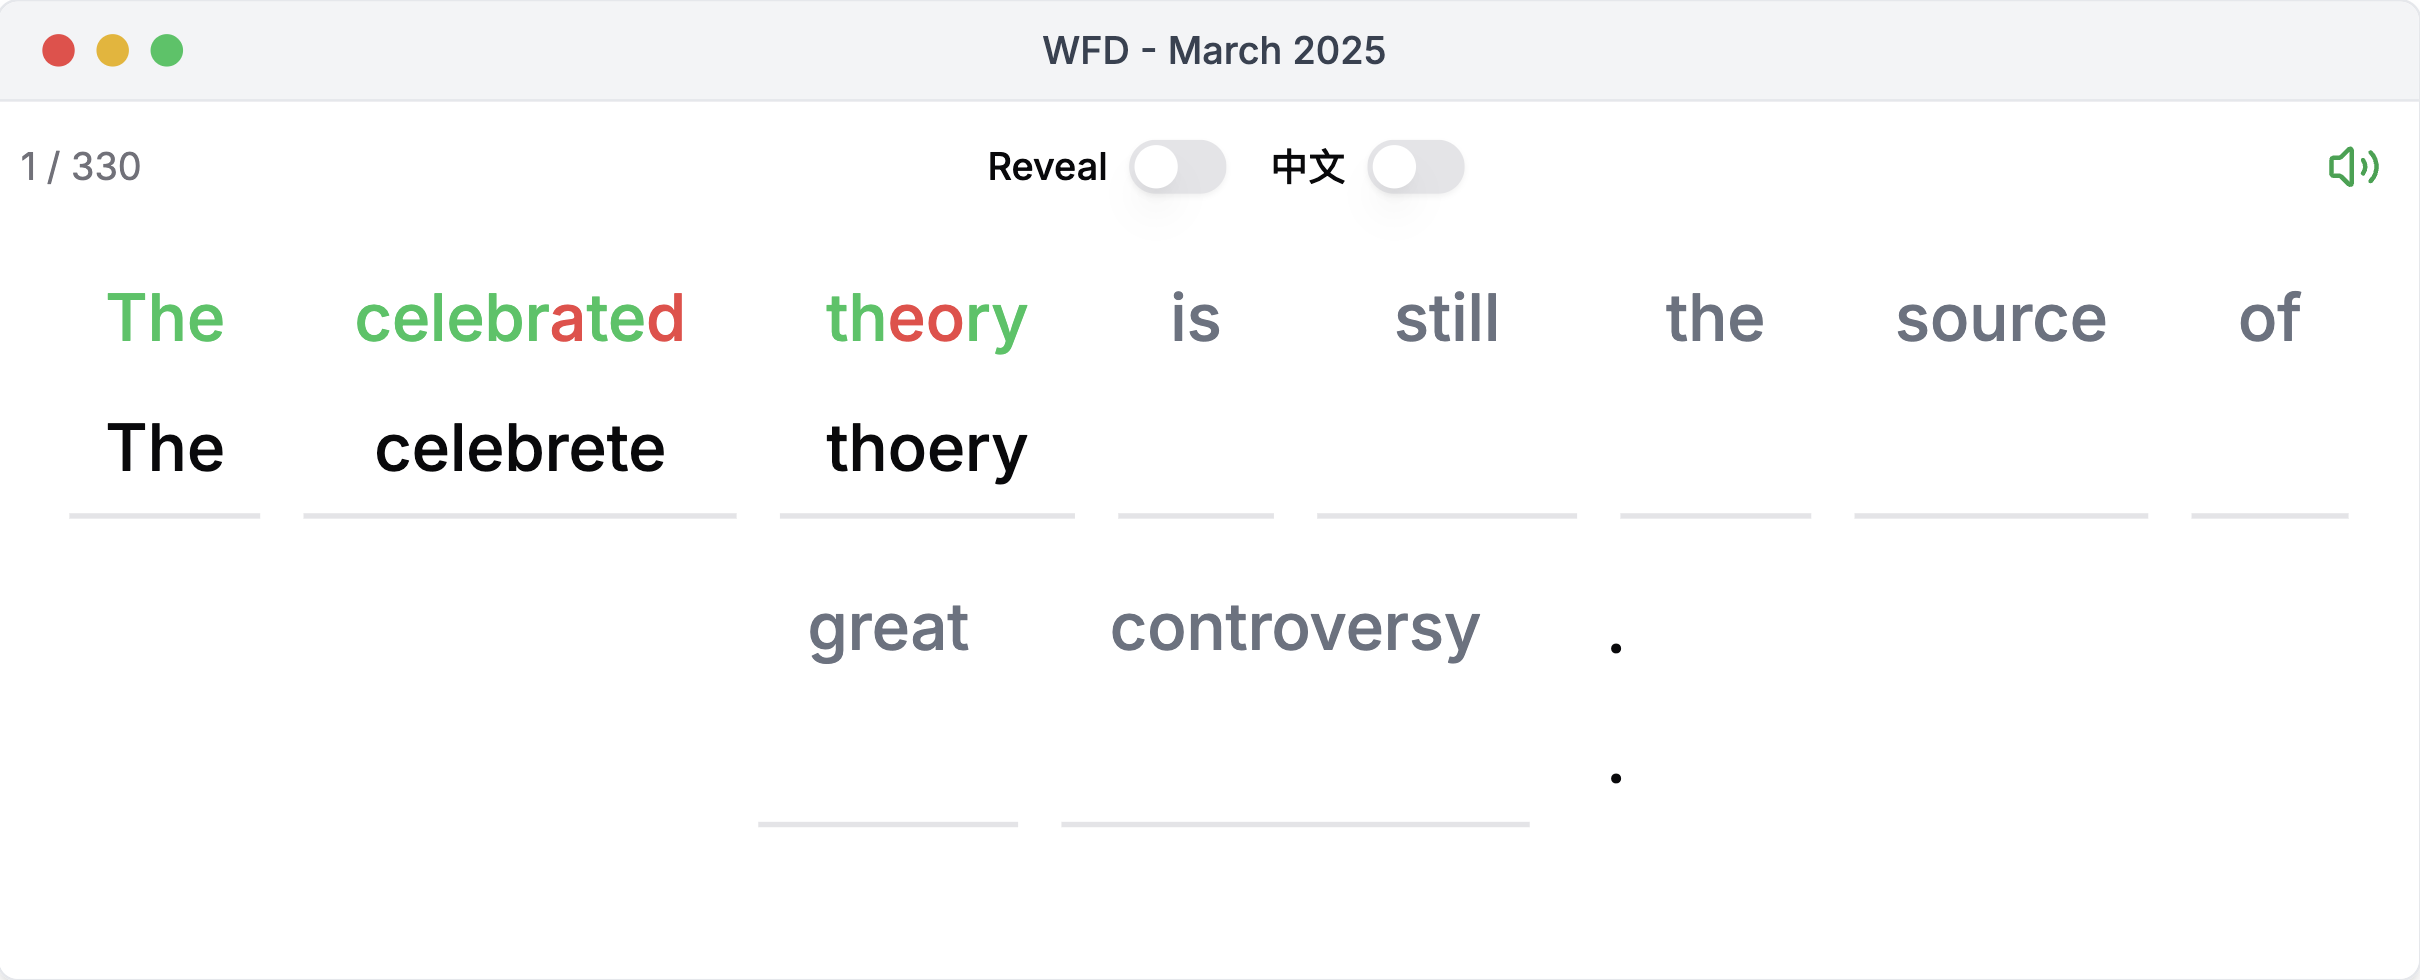 WFD - March 2025
1 / 330 Reveal 中文
The celebrated theory is still the source of
The celebrete thoery
great controversy .
.